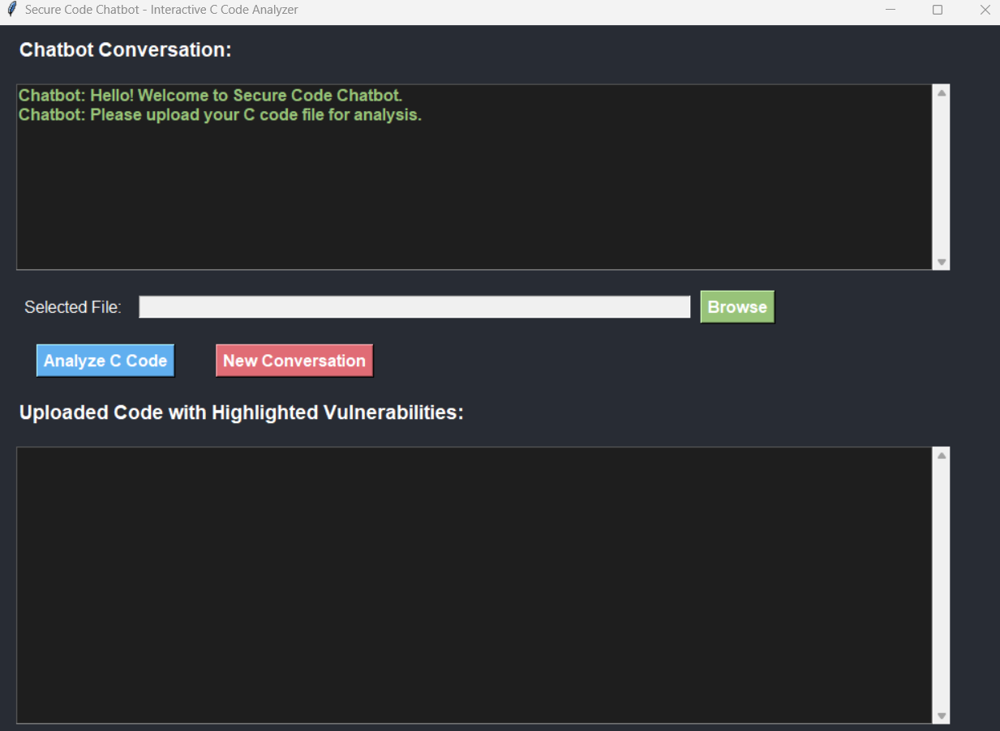 Secure Code Chatbot - Interactive C Code Analyzer
Chatbot Conversation:
Chatbot: Hello! Welcome to Secure Code Chatbot.
Chatbot: Please upload your C code file for analysis.
Selected File:
Browse
Analyze C Code
New Conversation
Uploaded Code with Highlighted Vulnerabilities: